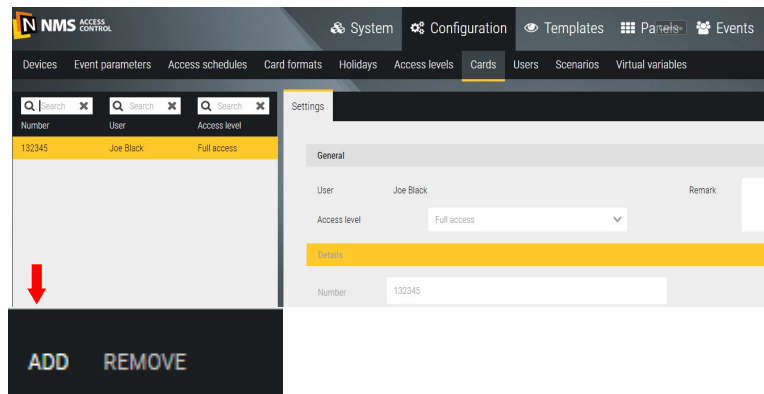 NMS ACCESS CONTROL System Configuration Templates Panels Events
Devices Event parameters Access schedules Card formats Holidays Access levels Cards Users Scenarios Virtual variables
Search Search Search Settings
Number User Access level
132345 Joe Black Full access
General
User Joe Black Remark
Access level Full access
Details
Number 132345
ADD REMOVE